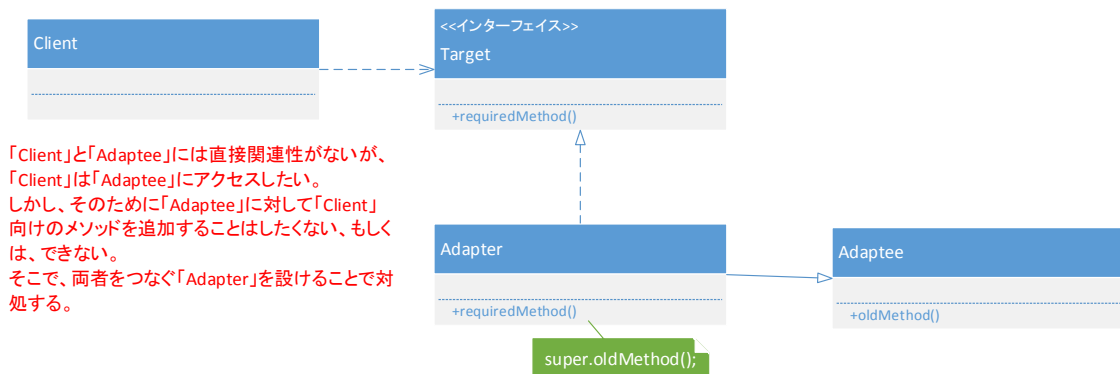 Client
<<インターフェイス>>
Target
+requiredMethod()
「Client」と「Adaptee」には直接関連性がないが、
「Client」は「Adaptee」にアクセスしたい。
しかし、そのために「Adaptee」に対して「Client」
向けのメソッドを追加することはしたくない、もしく
は、できない。
そこで、両者をつなぐ「Adapter」を設けることで対
処する。
Adapter
+requiredMethod()
Adaptee
+oldMethod()
super.oldMethod();